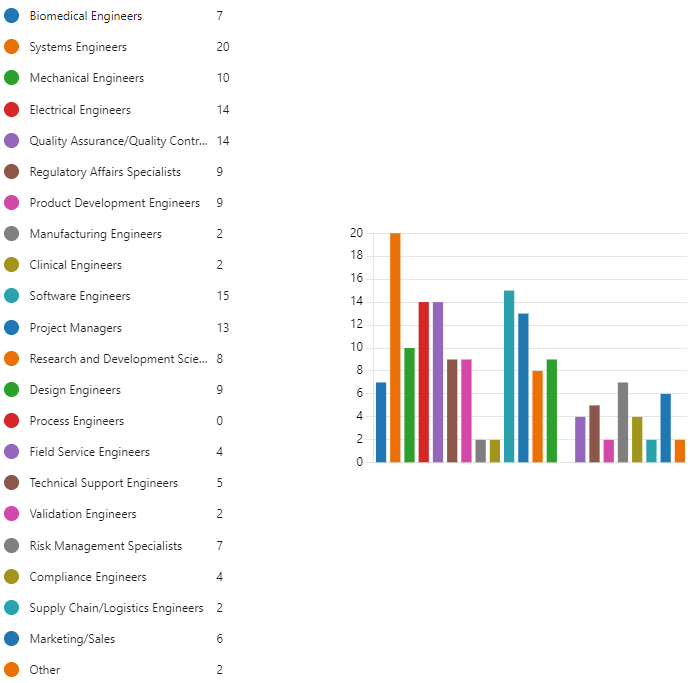 Biomedical Engineers 7
Systems Engineers 20
Mechanical Engineers 10
Electrical Engineers 14
Quality Assurance/Quality Contr... 14
Regulatory Affairs Specialists 9
Product Development Engineers 9
Manufacturing Engineers 2
Clinical Engineers 2
Software Engineers 15
Project Managers 13
Research and Development Scie... 8
Design Engineers 9
Process Engineers 0
Field Service Engineers 4
Technical Support Engineers 5
Validation Engineers 2
Risk Management Specialists 7
Compliance Engineers 4
Supply Chain/Logistics Engineers 2
Marketing/Sales 6
Other 2
20
18
16
14
12
10
8
6
4
2
0